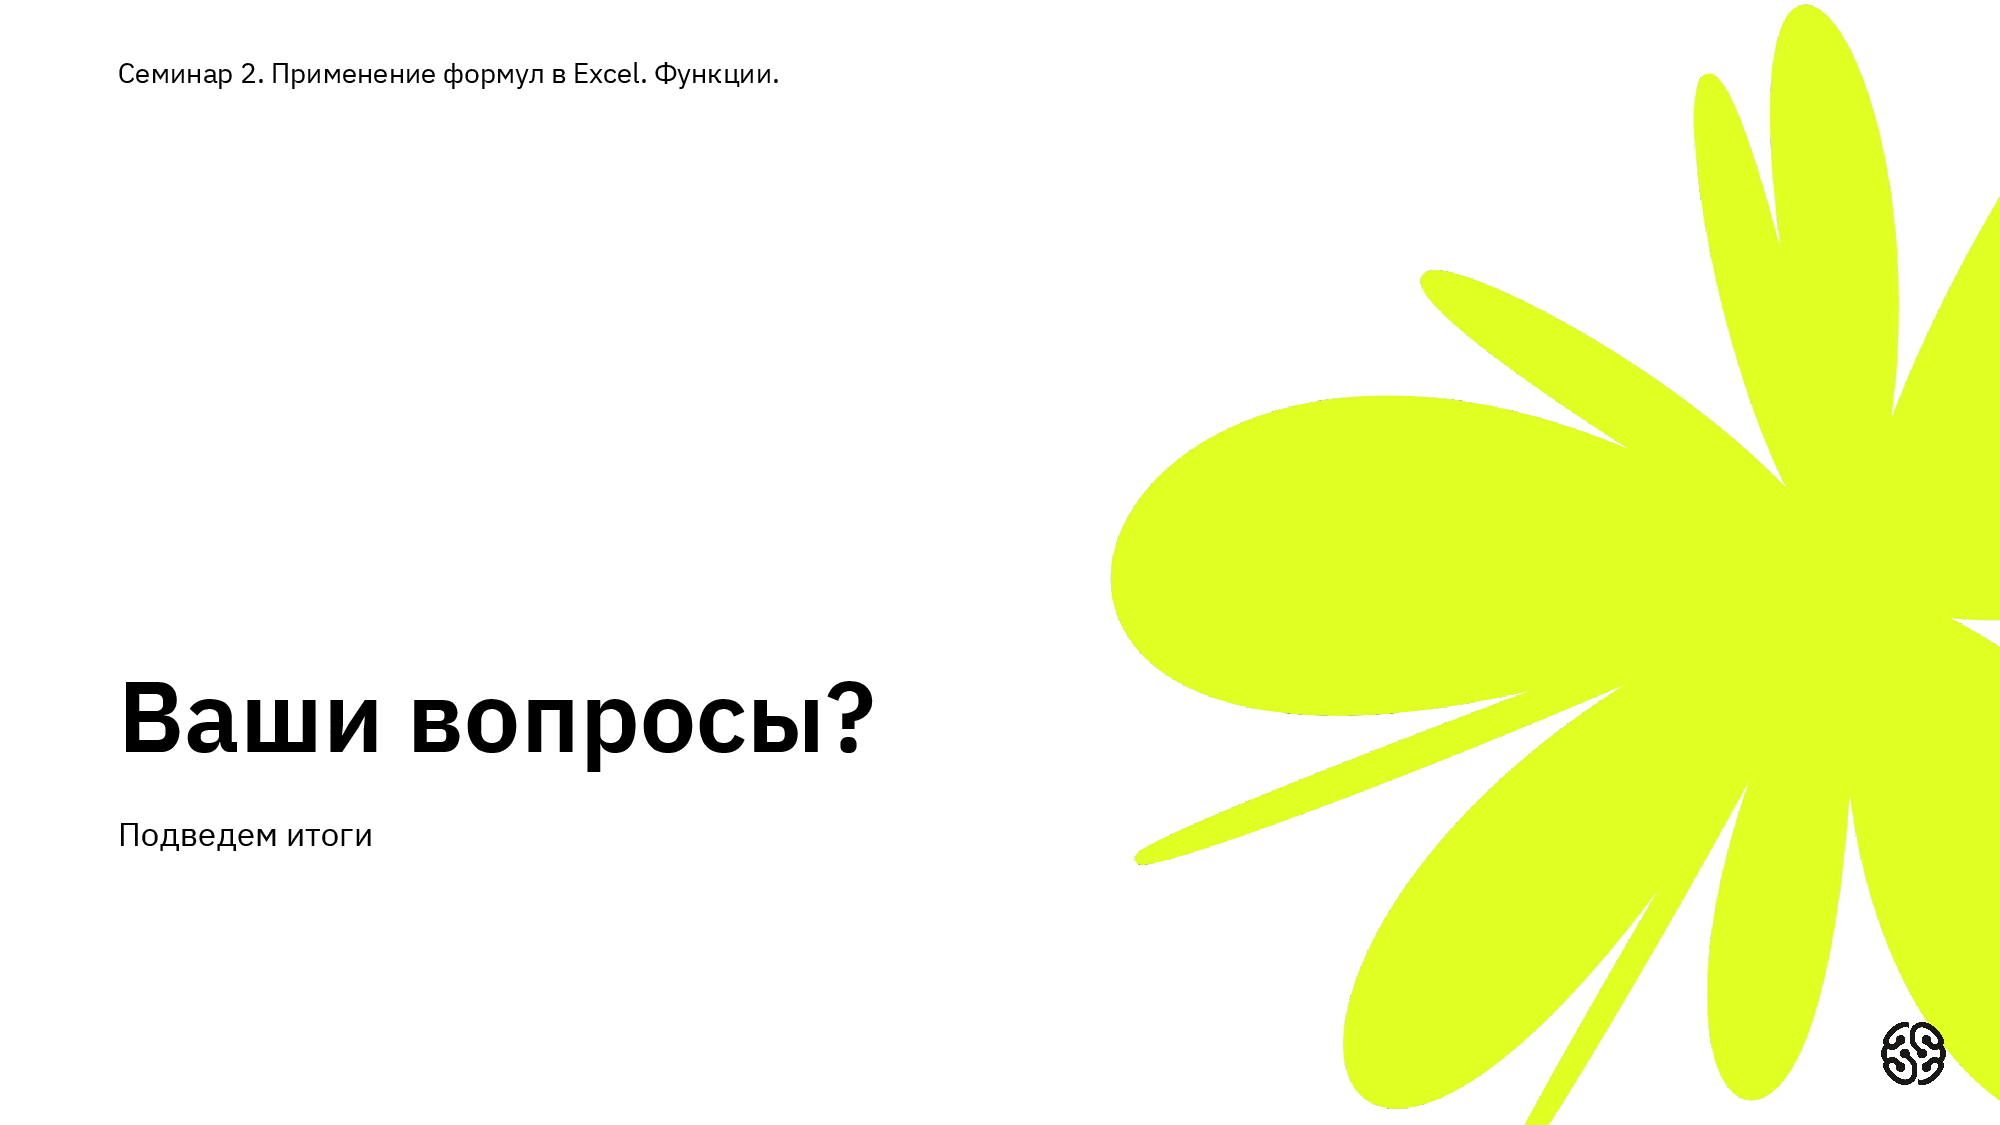 Семинар 2. Применение формул в Excel. Функции.
Ваши вопросы?
Подведем итоги